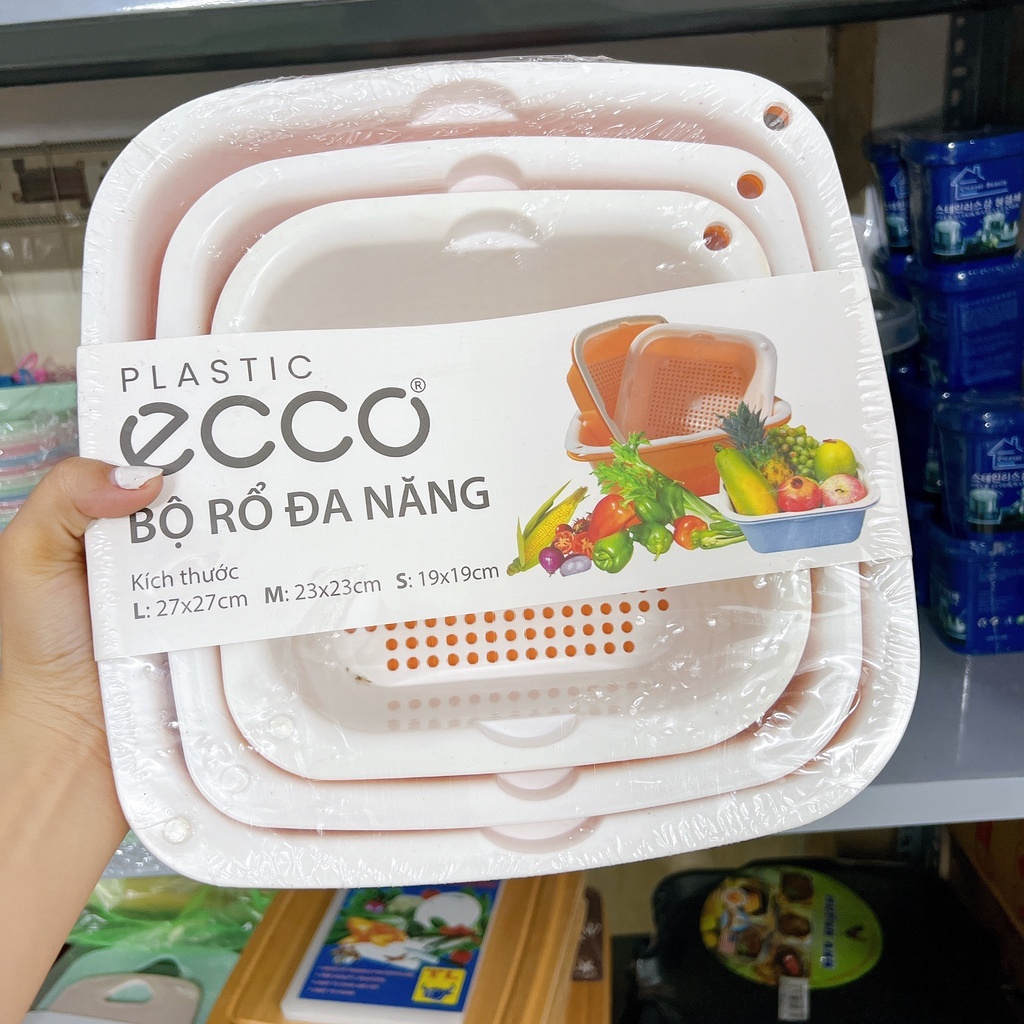 PLASTIC
ecco®
BỘ RỔ ĐA NĂNG
Kích thước
L: 27x27cm M: 23x23cm S: 19x19cm